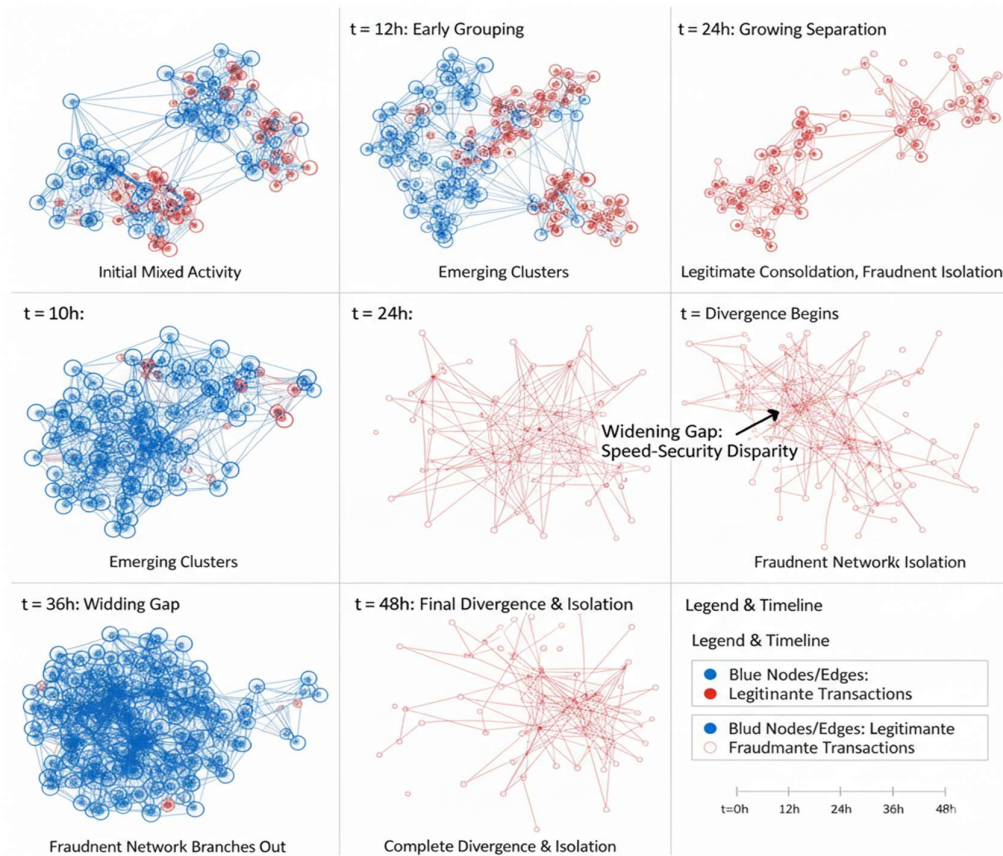 t = 12h: Early Grouping
t = 24h: Growing Separation
Initial Mixed Activity
Emerging Clusters
Legitimate Consoldation, Fraudnent Isolation
t = 10h:
t = 24h:
t = Divergence Begins
Widening Gap:
Speed-Security Disparity
Emerging Clusters
Fraudnent Network Isolation
t = 36h: Widding Gap
t = 48h: Final Divergence & Isolation
Legend & Timeline
Legend & Timeline
Blue Nodes/Edges:
Legitinante Transactions
Blud Nodes/Edges: Legitimante
Fraudmante Transactions
t=0h 12h 24h 36h 48h
Fraudnent Network Branches Out
Complete Divergence & Isolation